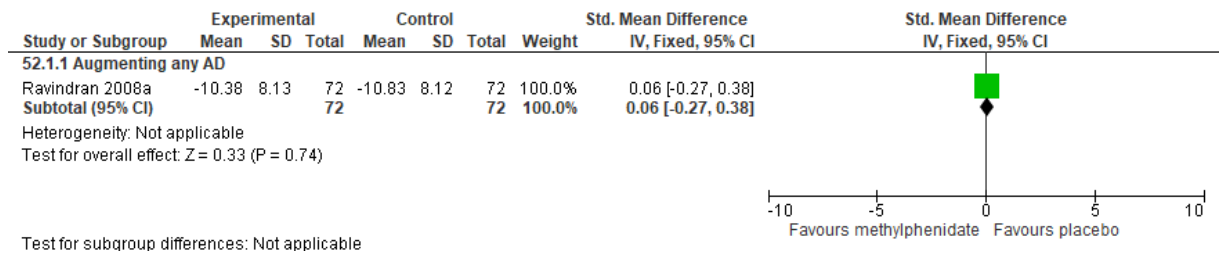 Experimental Control Std. Mean Difference Std. Mean Difference
Study or Subgroup Mean SD Total Mean SD Total Weight IV, Fixed, 95% CI IV, Fixed, 95% CI
52.1.1 Augmenting any AD
Ravindran 2008a -10.38 8.13 72 -10.83 8.12 72 100.0% 0.06 [-0.27, 0.38]
Subtotal (95% CI) 72 72 100.0% 0.06 [-0.27, 0.38]
Heterogeneity: Not applicable
Test for overall effect: Z = 0.33 (P = 0.74)
-10 -5 0 5 10
Favours methylphenidate Favours placebo
Test for subgroup differences: Not applicable